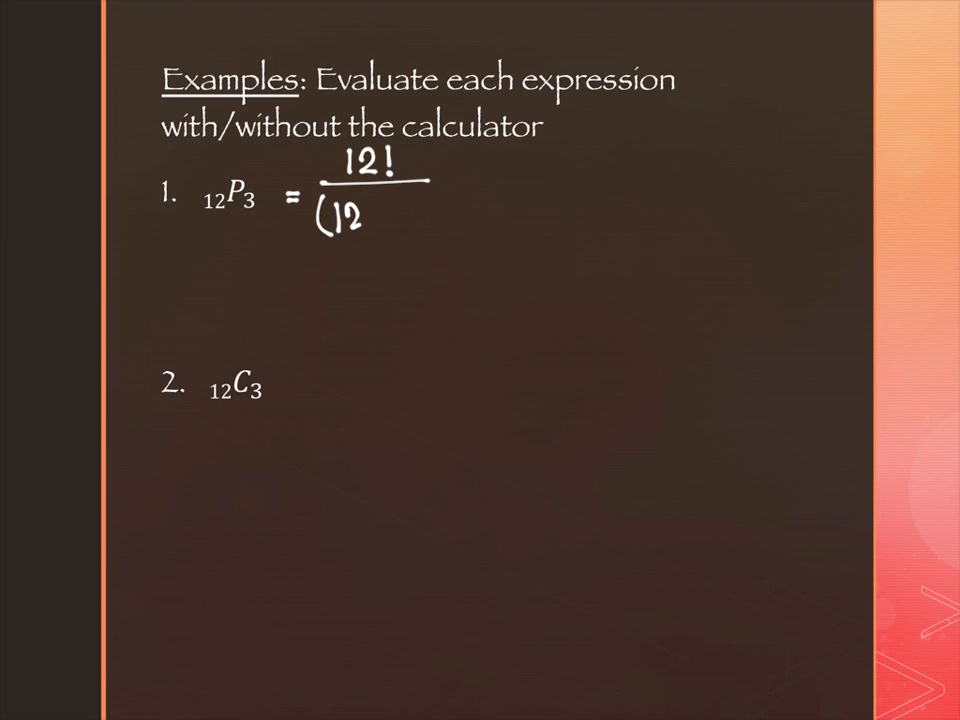 Examples: Evaluate each expression
with/without the calculator
1. ₁₂P₃ = 12!
(12
2. ₁₂C₃